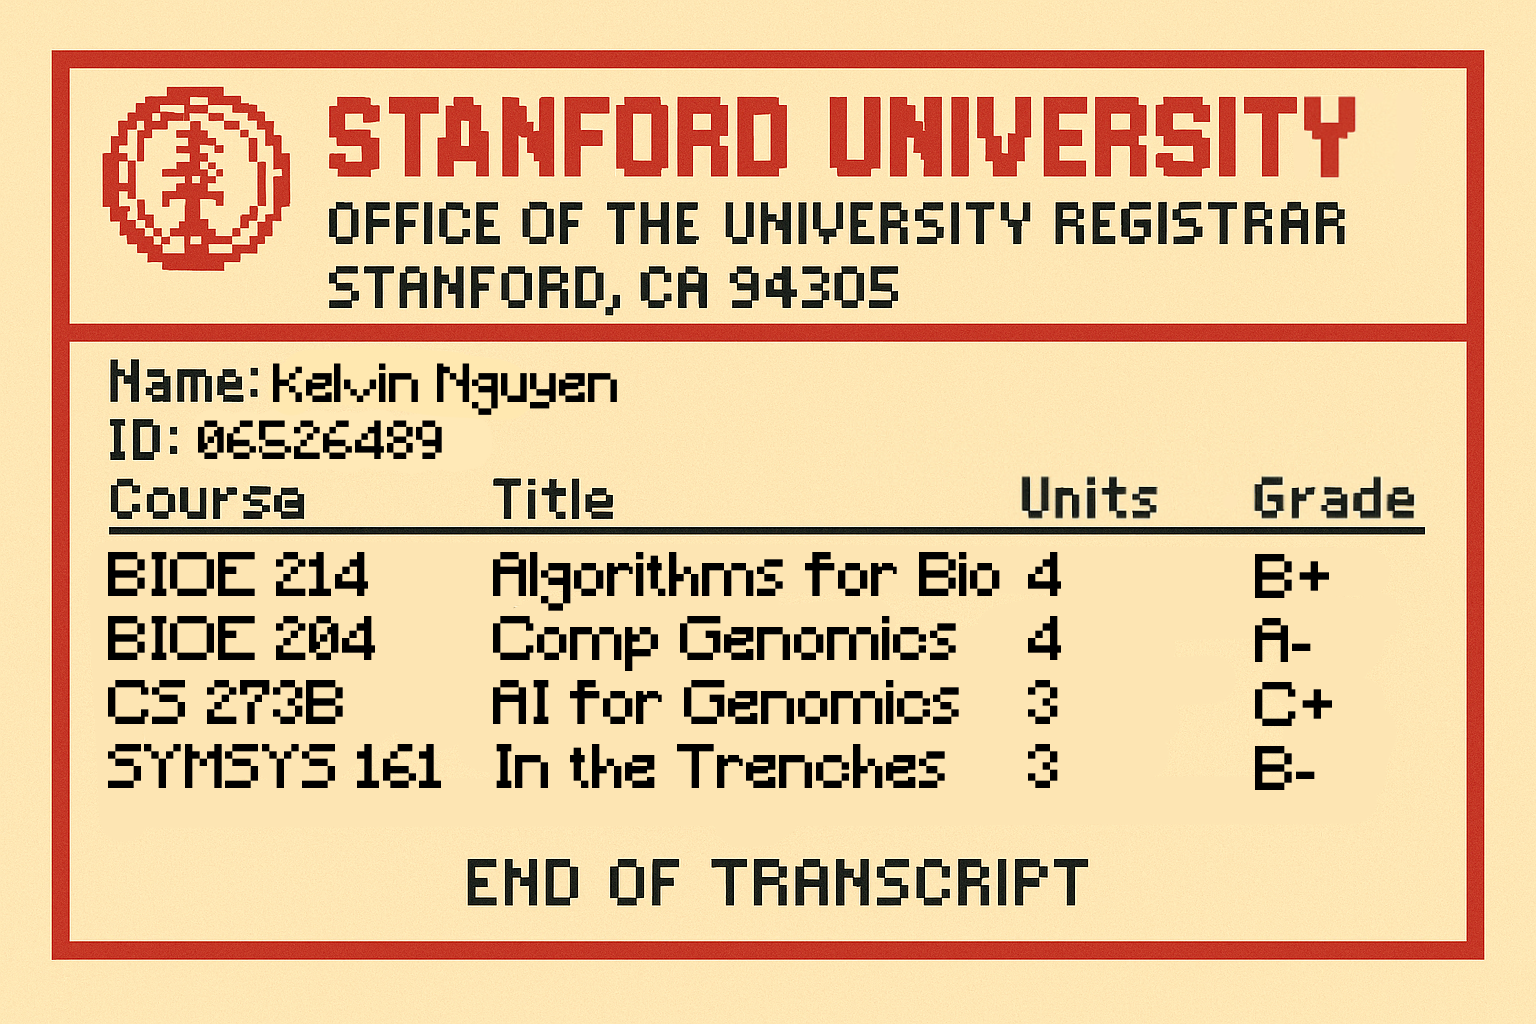 STANFORD UNIVERSITY
OFFICE OF THE UNIVERSITY REGISTRAR
STANFORD, CA 94305
Name: Kelvin Nguyen
ID: 06526489
Course Title Units Grade
BIOE 214 Algorithms for Bio 4 B+
BIOE 204 Comp Genomics 4 A-
CS 273B AI for Genomics 3 C+
SYMSYS 161 In the Trenches 3 B-
END OF TRANSCRIPT